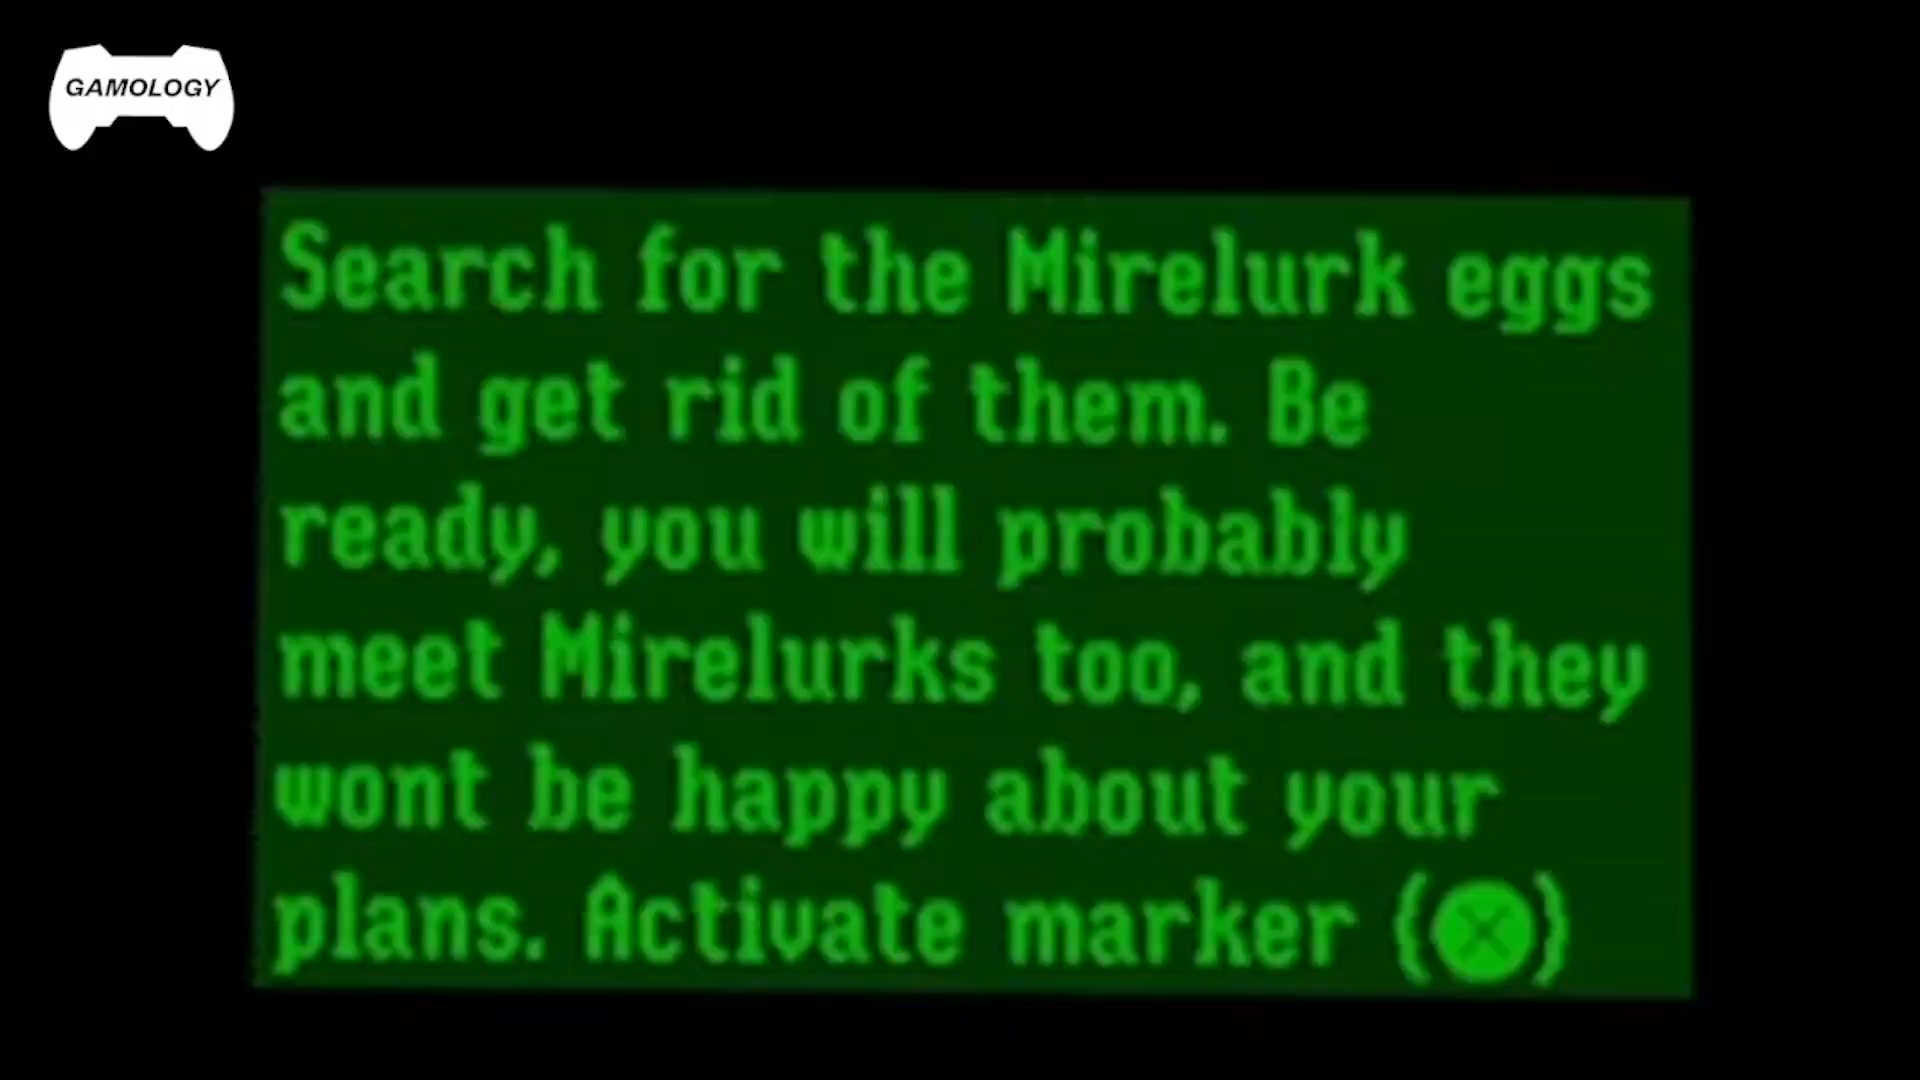 GAMOLOGY
Search for the Mirelurk eggs
and get rid of them. Be
ready, you will probably
meet Mirelurks too, and they
wont be happy about your
plans. Activate marker (X)